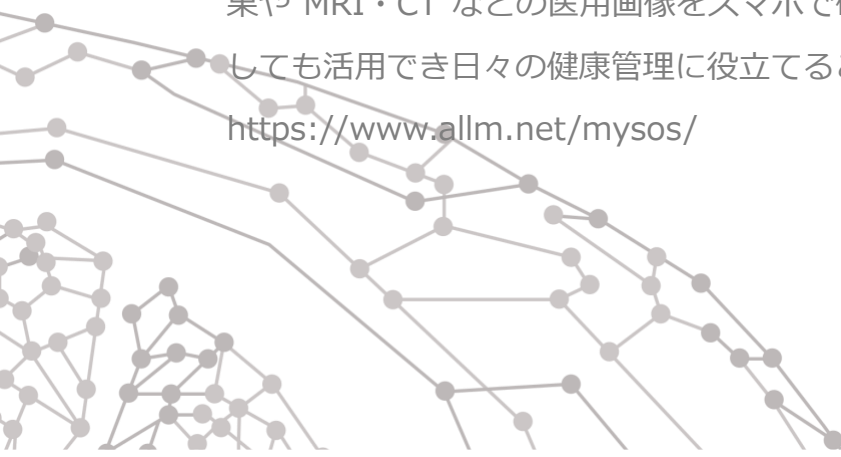 果や MRI・CT などの医用画像をスマホで
しても活用でき日々の健康管理に役立てる
https://www.allm.net/mysos/